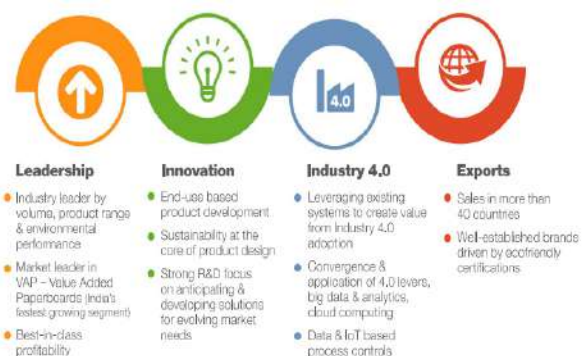 4.0
Leadership
Industry leader by
volume, product range
& environmental
performance
Market leader in
VAP – Value Added
Paperboards (India's
fastest growing segment)
Best-in-class
profitability
Innovation
End-use based
product development
Sustainability at the
core of product design
Strong R&D focus
on anticipating &
developing solutions
for evolving market
needs
Industry 4.0
Leveraging existing
systems to create value
from Industry 4.0
adoption
Convergence &
application of 4.0 levers,
big data & analytics,
cloud computing
Data & IoT based
process controls
Exports
Sales in more than
40 countries
Well-established brands
driven by ecofriendly
certifications